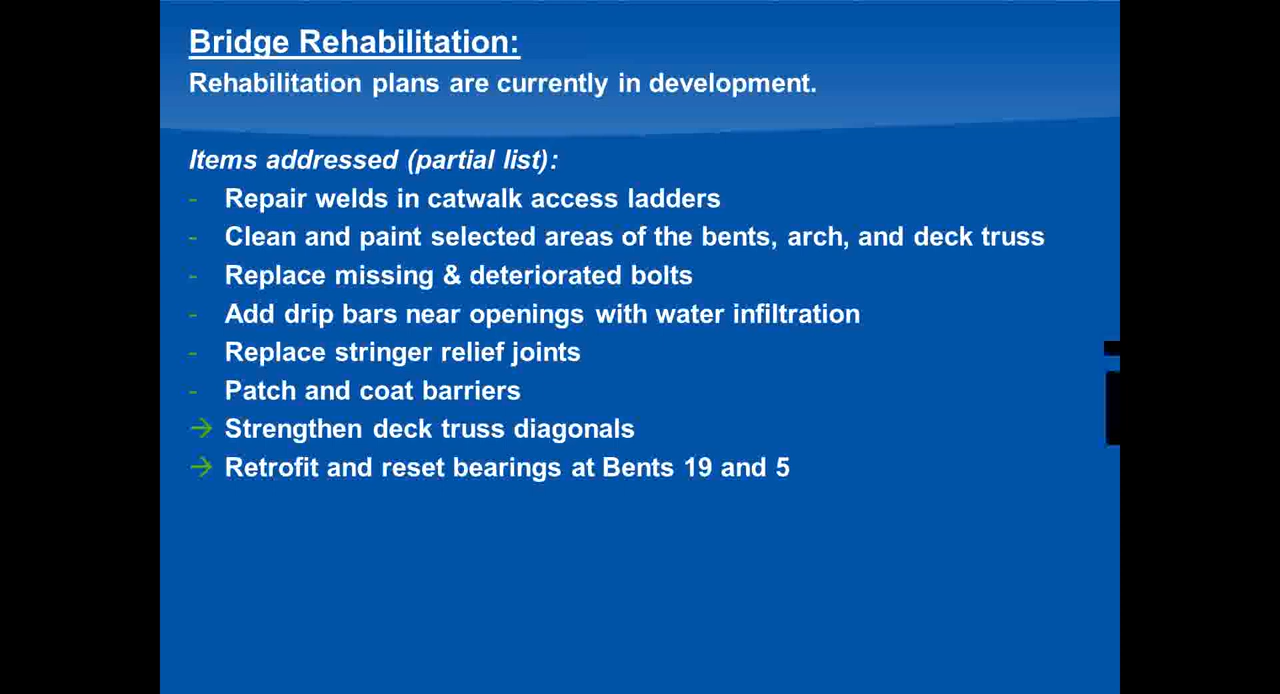 Bridge Rehabilitation:
Rehabilitation plans are currently in development.
Items addressed (partial list):
- Repair welds in catwalk access ladders
- Clean and paint selected areas of the bents, arch, and deck truss
- Replace missing & deteriorated bolts
- Add drip bars near openings with water infiltration
- Replace stringer relief joints
- Patch and coat barriers
→ Strengthen deck truss diagonals
→ Retrofit and reset bearings at Bents 19 and 5